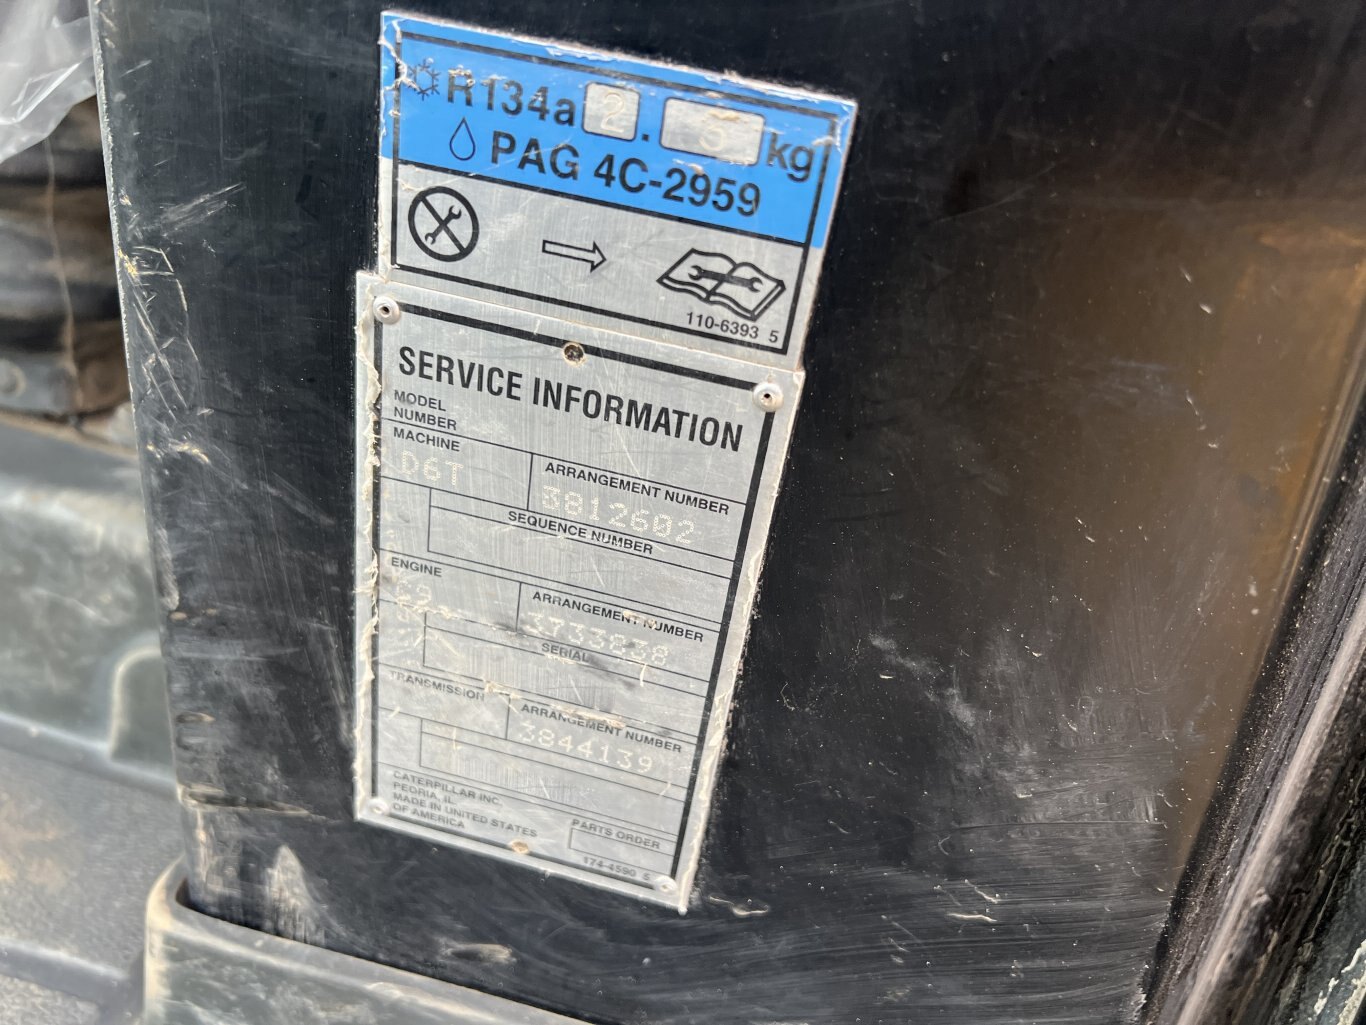 R134a 2.3 kg
PAG 4C-2959
110-6393 5
SERVICE INFORMATION
MODEL
NUMBER
MACHINE
D6T
ARRANGEMENT NUMBER
3812602
SEQUENCE NUMBER
ENGINE
ARRANGEMENT NUMBER
3733838
SERIAL
TRANSMISSION
ARRANGEMENT NUMBER
3844139
CATERPILLAR INC.
PEORIA, IL
MADE IN UNITED STATES
OF AMERICA
PARTS ORDER
174-4590 5